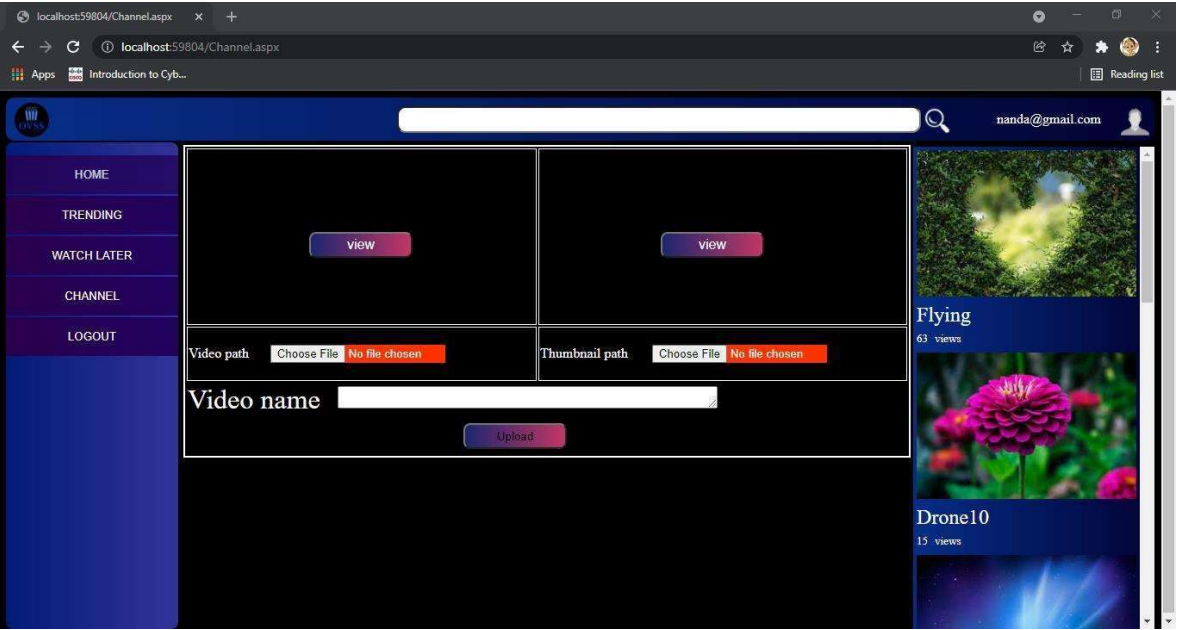 localhost:59804/Channel.aspx
localhost:59804/Channel.aspx
Apps Introduction to Cyb... Reading list
OVSS nanda@gmail.com
HOME
TRENDING
WATCH LATER
CHANNEL
LOGOUT
view view
Video path Choose File No file chosen Thumbnail path Choose File No file chosen
Video name
Upload
Flying
63 views
Drone10
15 views